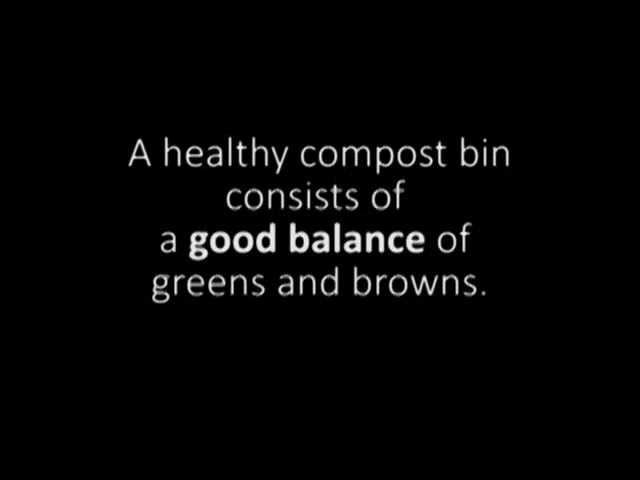 A healthy compost bin
consists of
a good balance of
greens and browns.